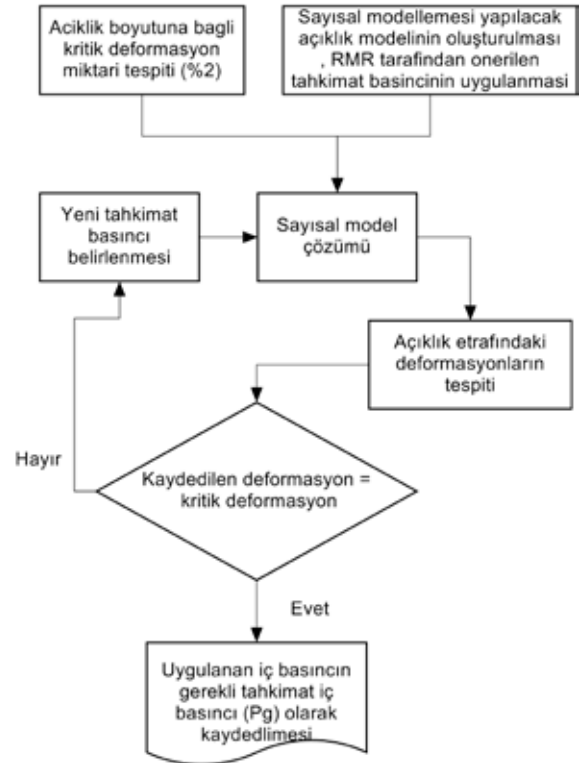 Aciklik boyutuna bagli
kritik deformasyon
miktari tespiti (%2)
Sayısal modellemesi yapılacak
açıklık modelinin oluşturulması
, RMR tarafından onerilen
tahkimat basincinin uygulanmasi
Yeni tahkimat
basıncı
belirlenmesi
Sayısal model
çözümü
Açıklık etrafındaki
deformasyonların
tespiti
Hayır
Kaydedilen deformasyon =
kritik deformasyon
Evet
Uygulanan iç basıncın
gerekli tahkimat iç
basıncı (Pg) olarak
kaydedlimesi